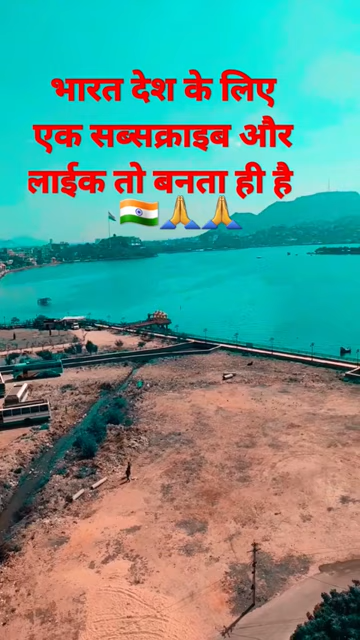 भारत देश के लिए
एक सब्सक्राइब और
लाईक तो बनता ही है
🇮🇳🙏🙏